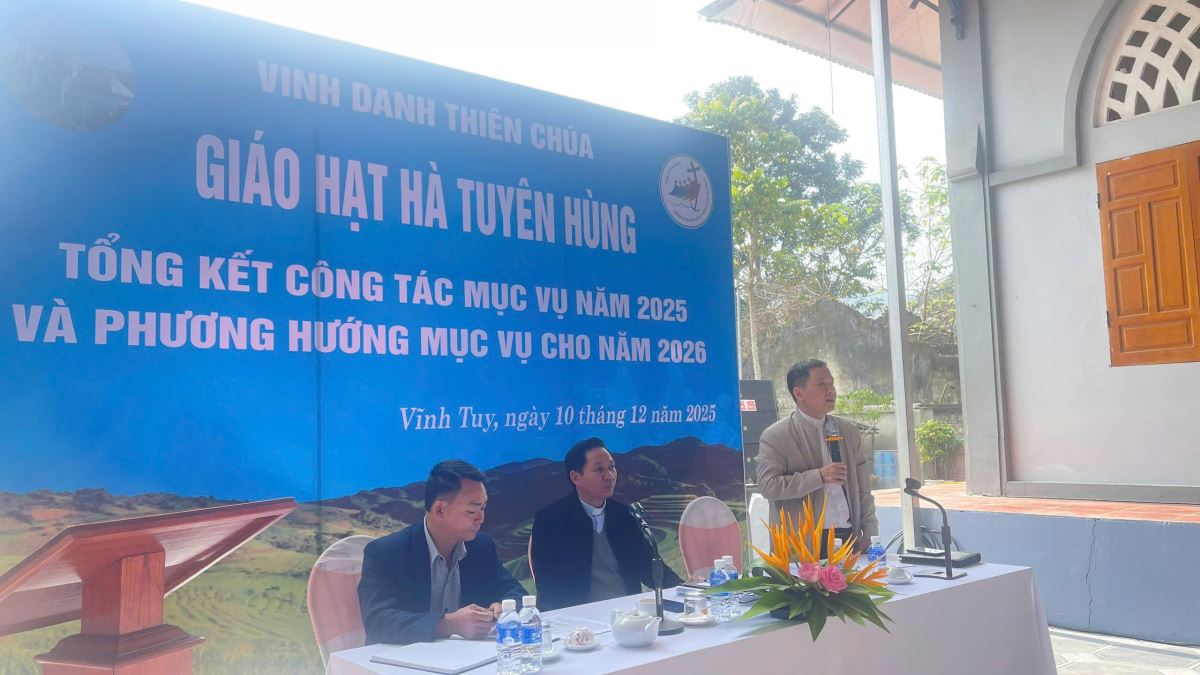 VINH DANH THIÊN CHÚA
GIÁO HẠT HÀ TUYÊN HÙNG
TỔNG KẾT CÔNG TÁC MỤC VỤ NĂM 2025
VÀ PHƯƠNG HƯỚNG MỤC VỤ CHO NĂM 2026
Vĩnh Tuy, ngày 10 tháng 12 năm 2025